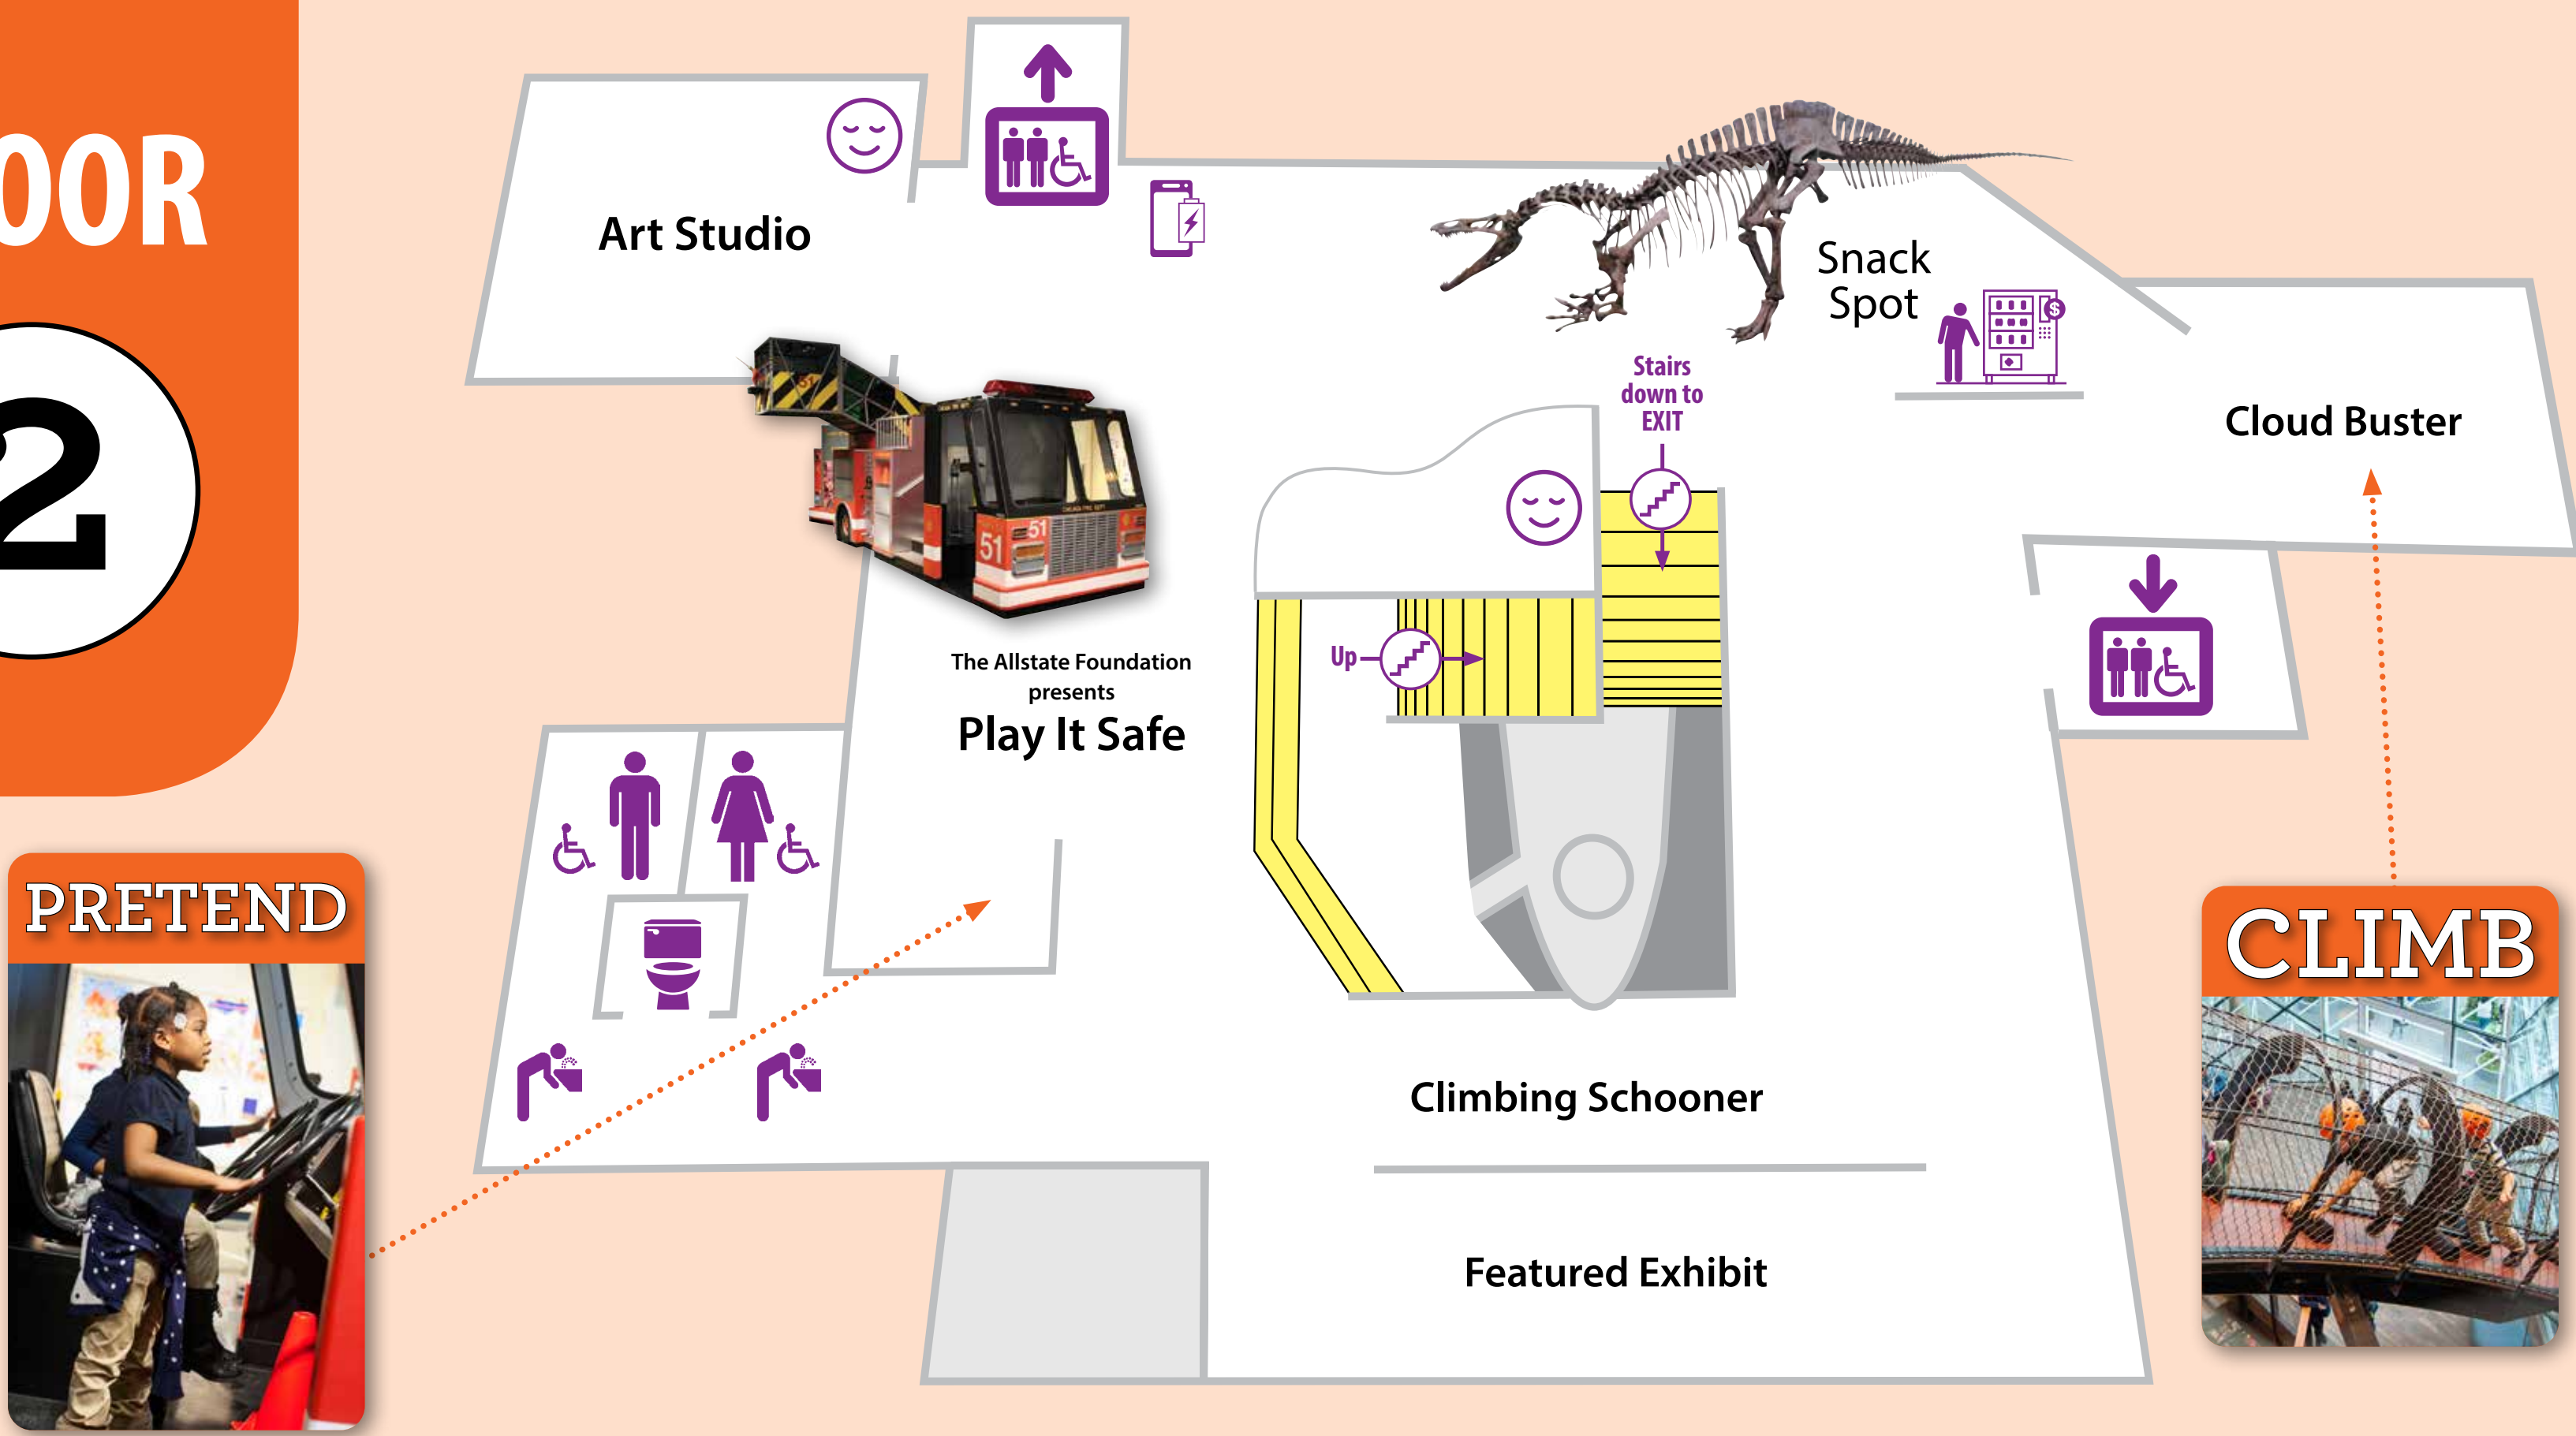 OOR
2
Art Studio
Snack
Spot
Stairs
down to
EXIT
Cloud Buster
Up
51
51
51
The Allstate Foundation
presents
Play It Safe
PRETEND
CLIMB
Climbing Schooner
Featured Exhibit